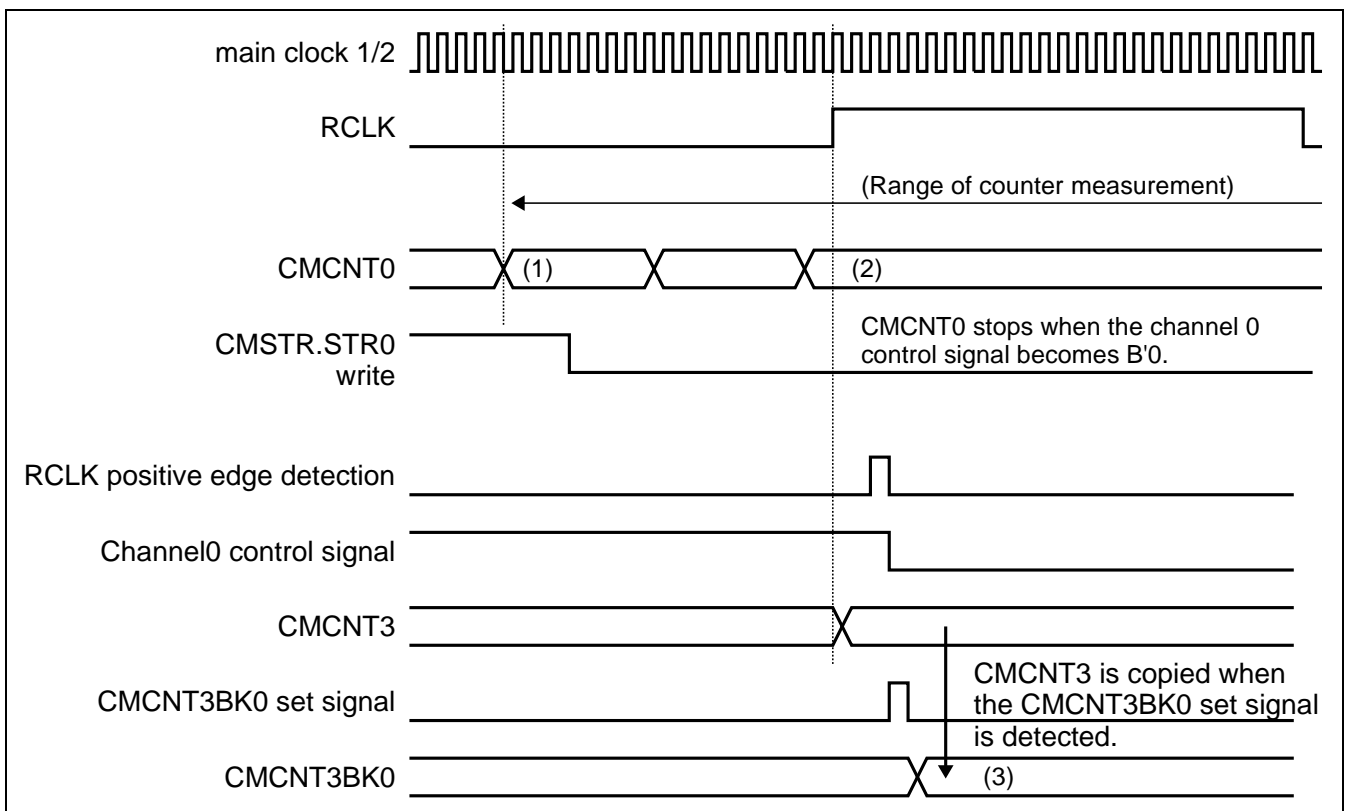 main clock 1/2
RCLK
(Range of counter measurement)
CMCNT0
(1)
(2)
CMSTR.STR0
write
CMCNT0 stops when the channel 0
control signal becomes B'0.
RCLK positive edge detection
Channel0 control signal
CMCNT3
CMCNT3BK0 set signal
CMCNT3 is copied when
the CMCNT3BK0 set signal
is detected.
CMCNT3BK0
(3)